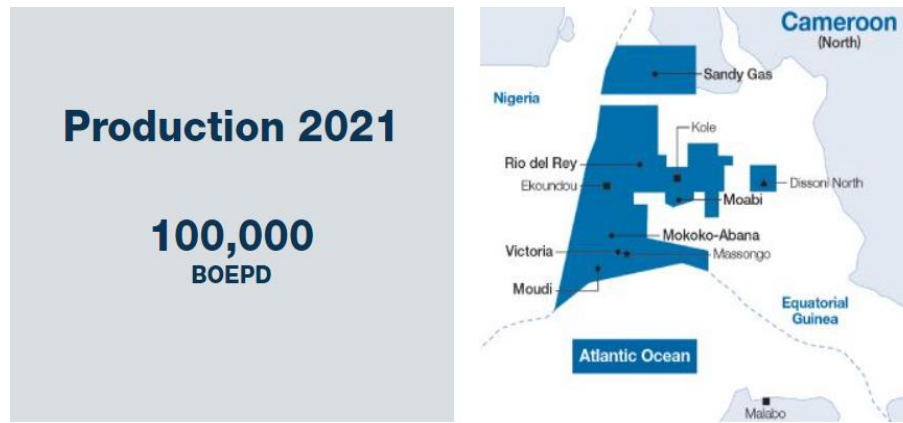 Production 2021
100,000
BOEPD
Cameroon
(North)
Sandy Gas
Nigeria
Kole
Rio del Rey
Ekoundou
Dissoni North
Moabi
Mokoko-Abana
Victoria
Massongo
Moudi
Equatorial
Guinea
Atlantic Ocean
Malabo